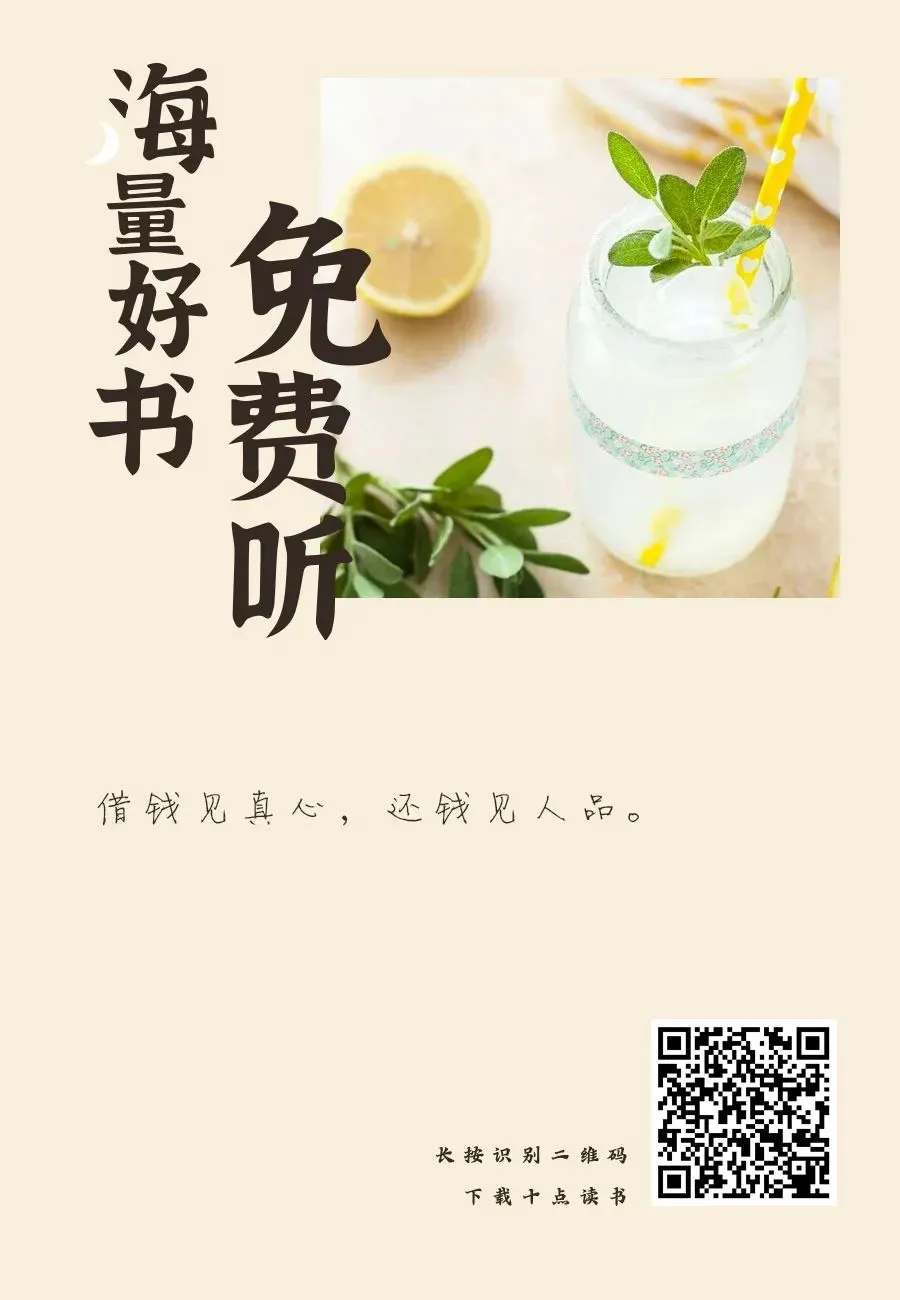 海量好书
免费听
借钱见真心，还钱见人品。
长按识别二维码
下载十点读书